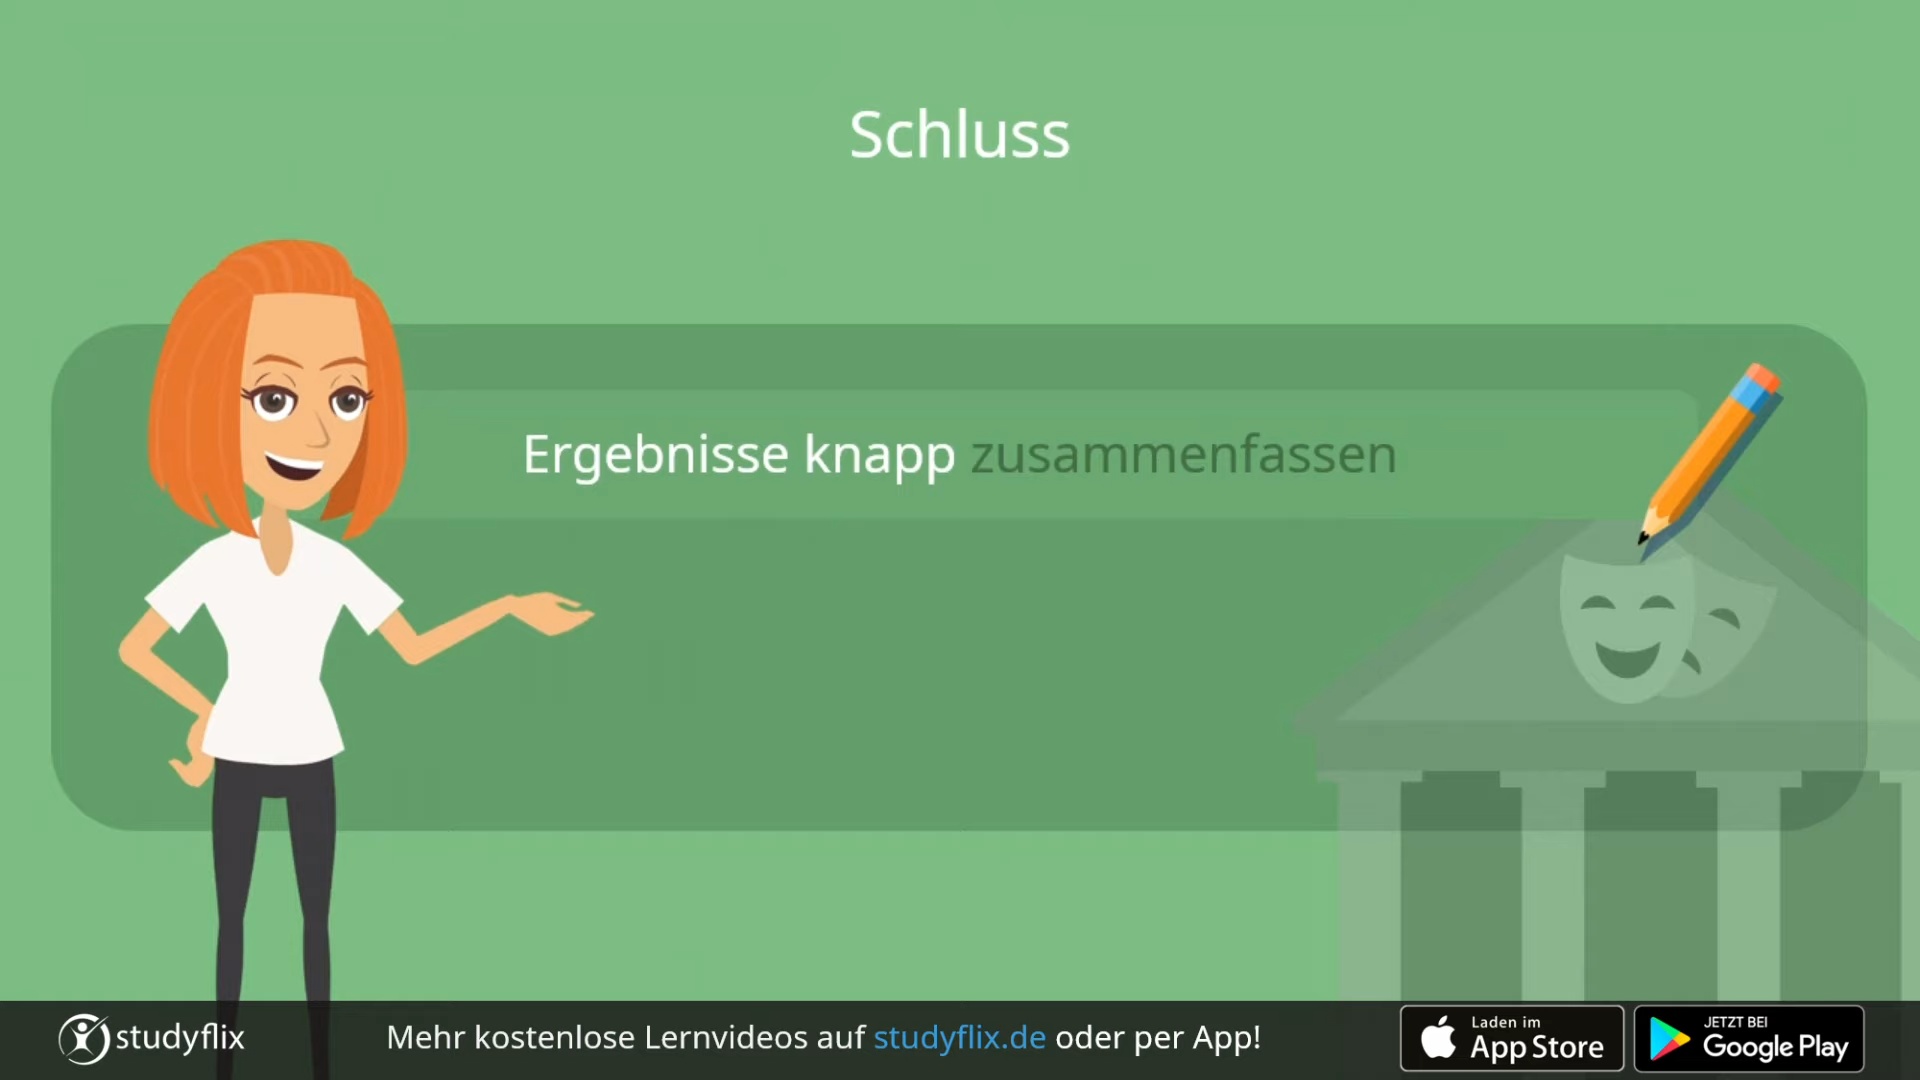 Schluss
Ergebnisse knapp zusammenfassen
studyflix
Mehr kostenlose Lernvideos auf studyflix.de oder per App!
Laden im
App Store
JETZT BEI
Google Play